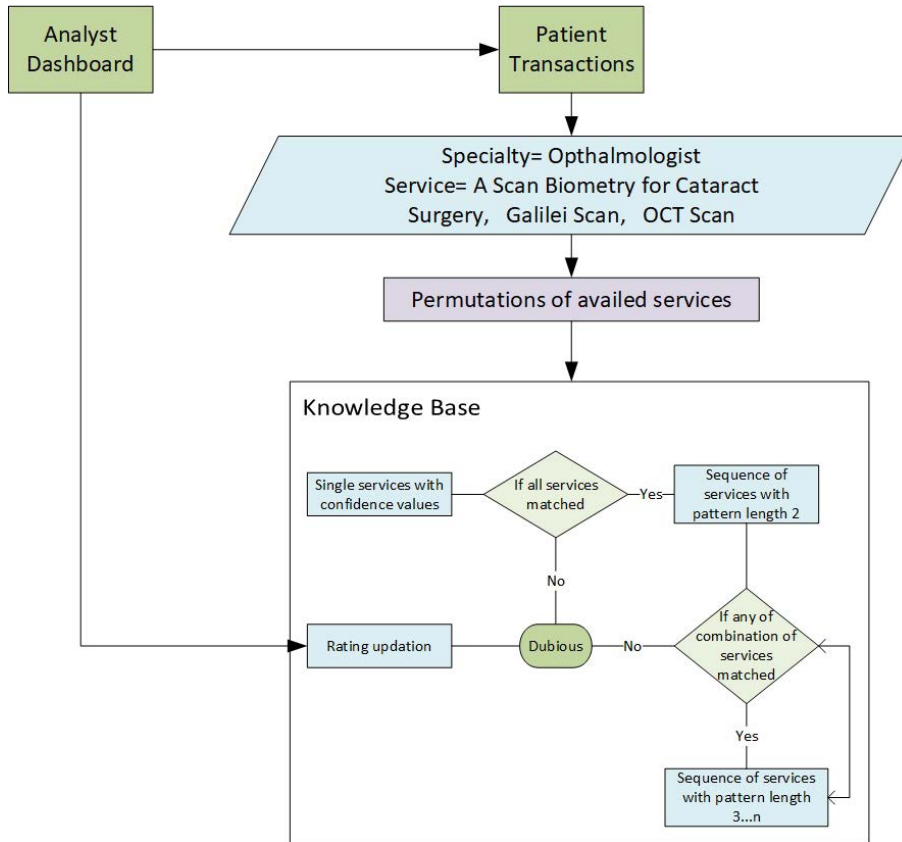 Analyst
Dashboard
Patient
Transactions
Specialty= Opthalmologist
Service= A Scan Biometry for Cataract
Surgery, Galilei Scan, OCT Scan
Permutations of availed services
Knowledge Base
Single services with
confidence values
If all services
matched
Yes
Sequence of
services with
pattern length 2
No
Rating updation
Dubious
No
If any of
combination of
services
matched
Yes
Sequence of services
with pattern length
3...n